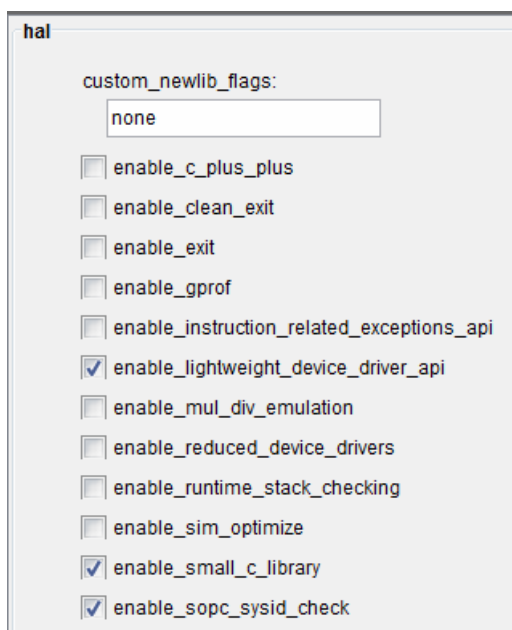 hal
custom_newlib_flags:
none
enable_c_plus_plus
enable_clean_exit
enable_exit
enable_gprof
enable_instruction_related_exceptions_api
enable_lightweight_device_driver_api
enable_mul_div_emulation
enable_reduced_device_drivers
enable_runtime_stack_checking
enable_sim_optimize
enable_small_c_library
enable_sopc_sysid_check